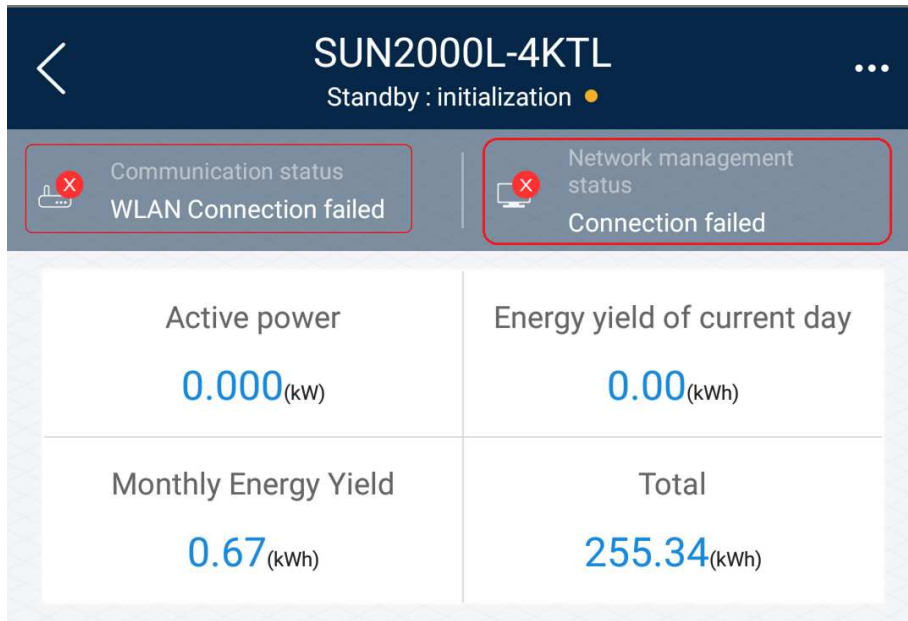 SUN2000L-4KTL
Standby : initialization
Communication status
WLAN Connection failed
Network management
status
Connection failed
Active power
0.000(kW)
Energy yield of current day
0.00(kWh)
Monthly Energy Yield
0.67(kWh)
Total
255.34(kWh)